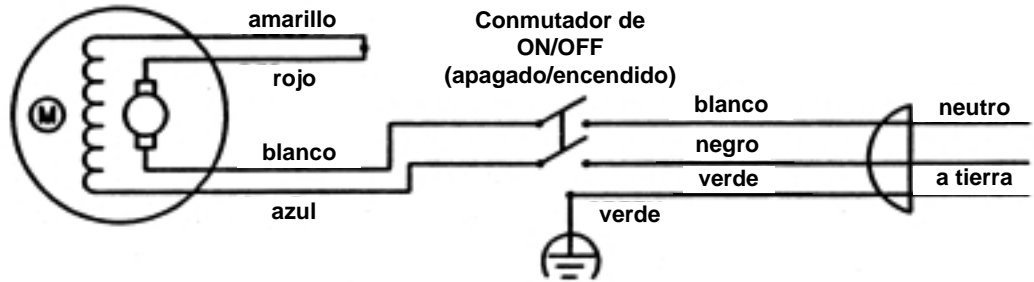 amarillo
rojo
Conmutador de
ON/OFF
(apagado/encendido)
M
blanco
azul
blanco
negro
verde
verde
neutro
a tierra